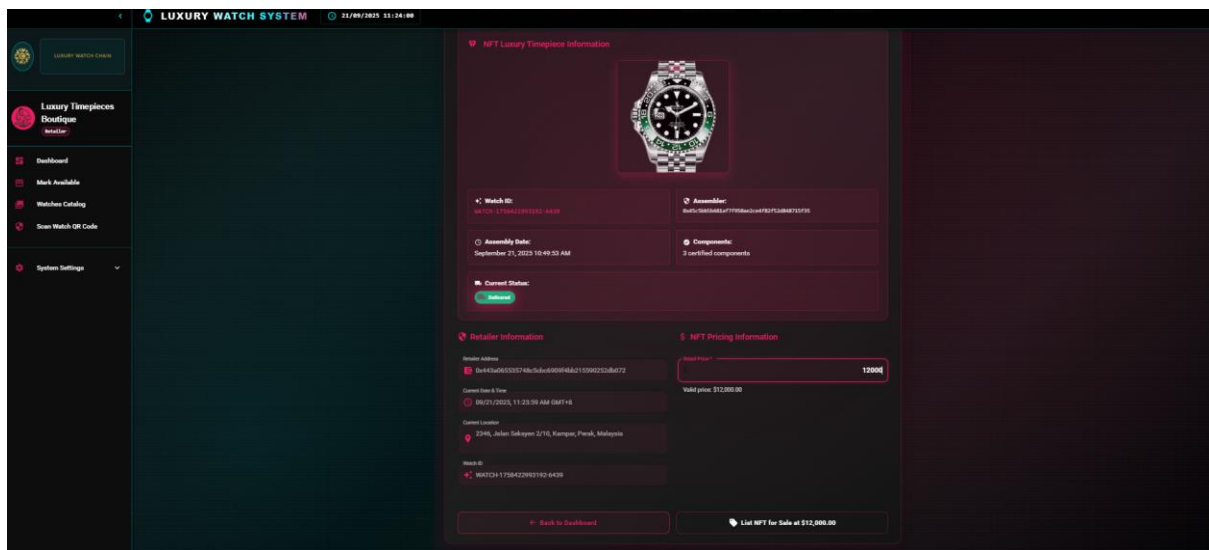 LUXURY WATCH SYSTEM
21/09/2025 11:24:00
LUXURY WATCH CHAIN
Luxury Timepieces
Boutique
Retailer
Dashboard
Mark Available
Watches Catalog
Scan Watch QR Code
System Settings
NFT Luxury Timepiece Information
Watch ID:
WATCH-1758422993192-6439
Assembler:
Assembly Date:
September 21, 2025 10:49:53 AM
Components:
3 certified components
Current Status:
Delivered
Retailer Information
Retailer Address
Current Date & Time
09/21/2025, 11:23:59 AM GMT+8
Current Location
2346, Jalan Seksyen 2/10, Kampar, Perak, Malaysia
Watch ID
WATCH-1758422993192-6439
NFT Pricing Information
Retail Price *
12000
Valid price: $12,000.00
← Back to Dashboard
List NFT for Sale at $12,000.00